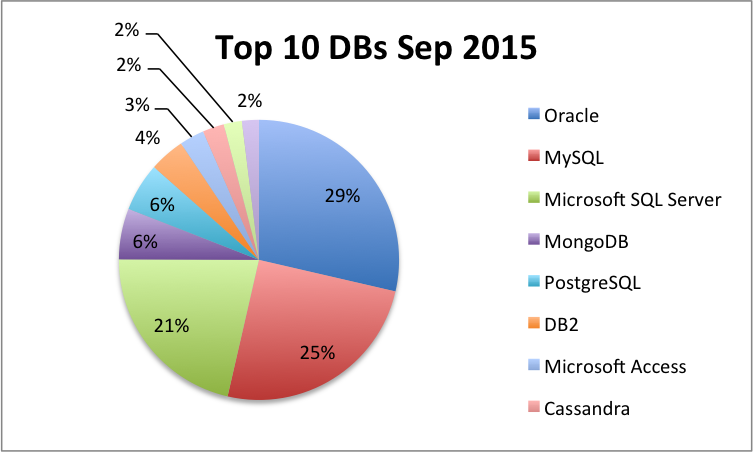 Top 10 DBs Sep 2015
2%
2%
3%
4%
6%
6%
21%
25%
29%
2%
Oracle
MySQL
Microsoft SQL Server
MongoDB
PostgreSQL
DB2
Microsoft Access
Cassandra